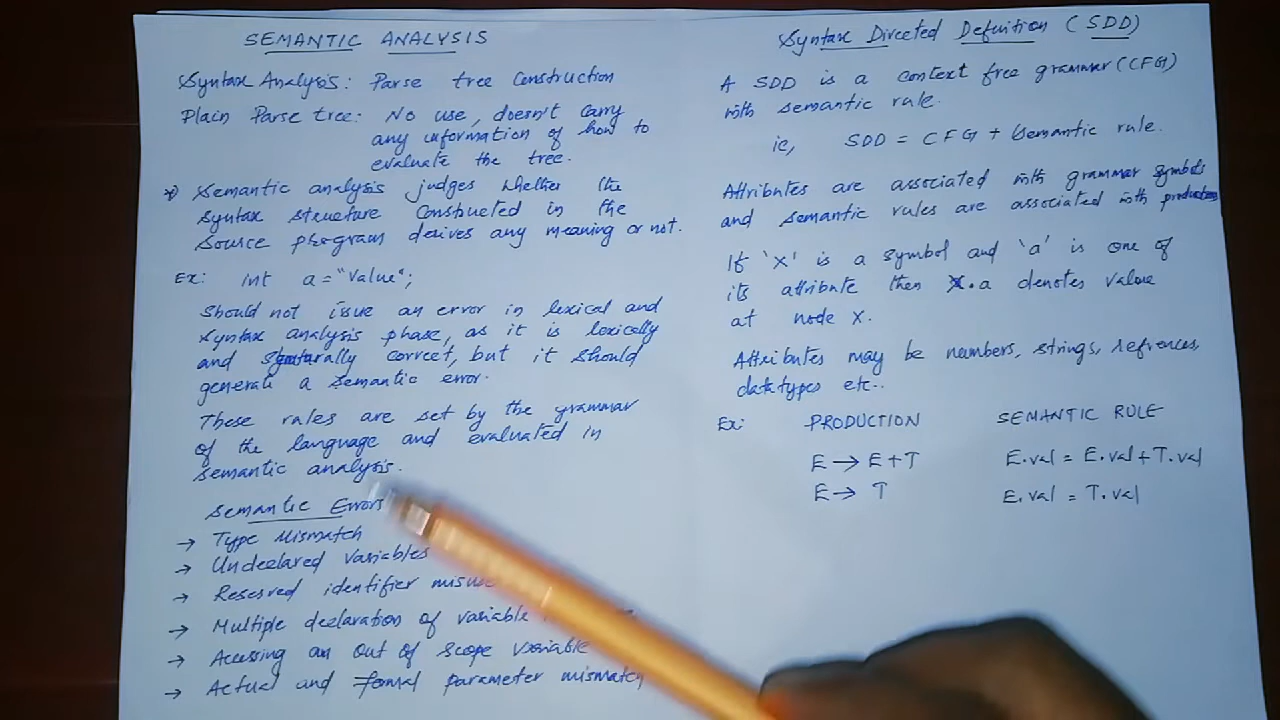 SEMANTIC ANALYSIS
Syntax Analysis: Parse tree Construction
Plain Parse tree: No use, doesn't carry
any information of how to
evaluate the tree.
*) Semantic analysis judges whether the
syntax structure constucted in the
source program derives any meaning or not.
Ex: int a = "Value";
Should not issue an error in lexical and
syntax analysis phase, as it is lexically
and correct, but it should
generate a semantic error.
These rules are set by the grammar
of the language and evaluated in
semantic analysis.
Semantic Errors
→ Type Mismatch
→ Undeclared Variables
→ Reserved identifier
→ Multiple declaration of variable
→ Accessing an out of scope variable
→ Actual and formal parameter mismatch
Syntax Directed Definition (SDD)
A SDD is a context free grammar (CFG)
with semantic rule.
ie, SDD = CFG + Semantic rule.
Attributes are associated with grammar symbols
and semantic rules are associated with productions
If 'X' is a symbol and 'a' is one of
its attribute then X.a denotes value
at node X.
Attributes may be numbers, strings, refrences,
datatypes etc..
Ex: PRODUCTION SEMANTIC RULE
E → E+T E.val = E.val + T.val
E → T E.val = T.val